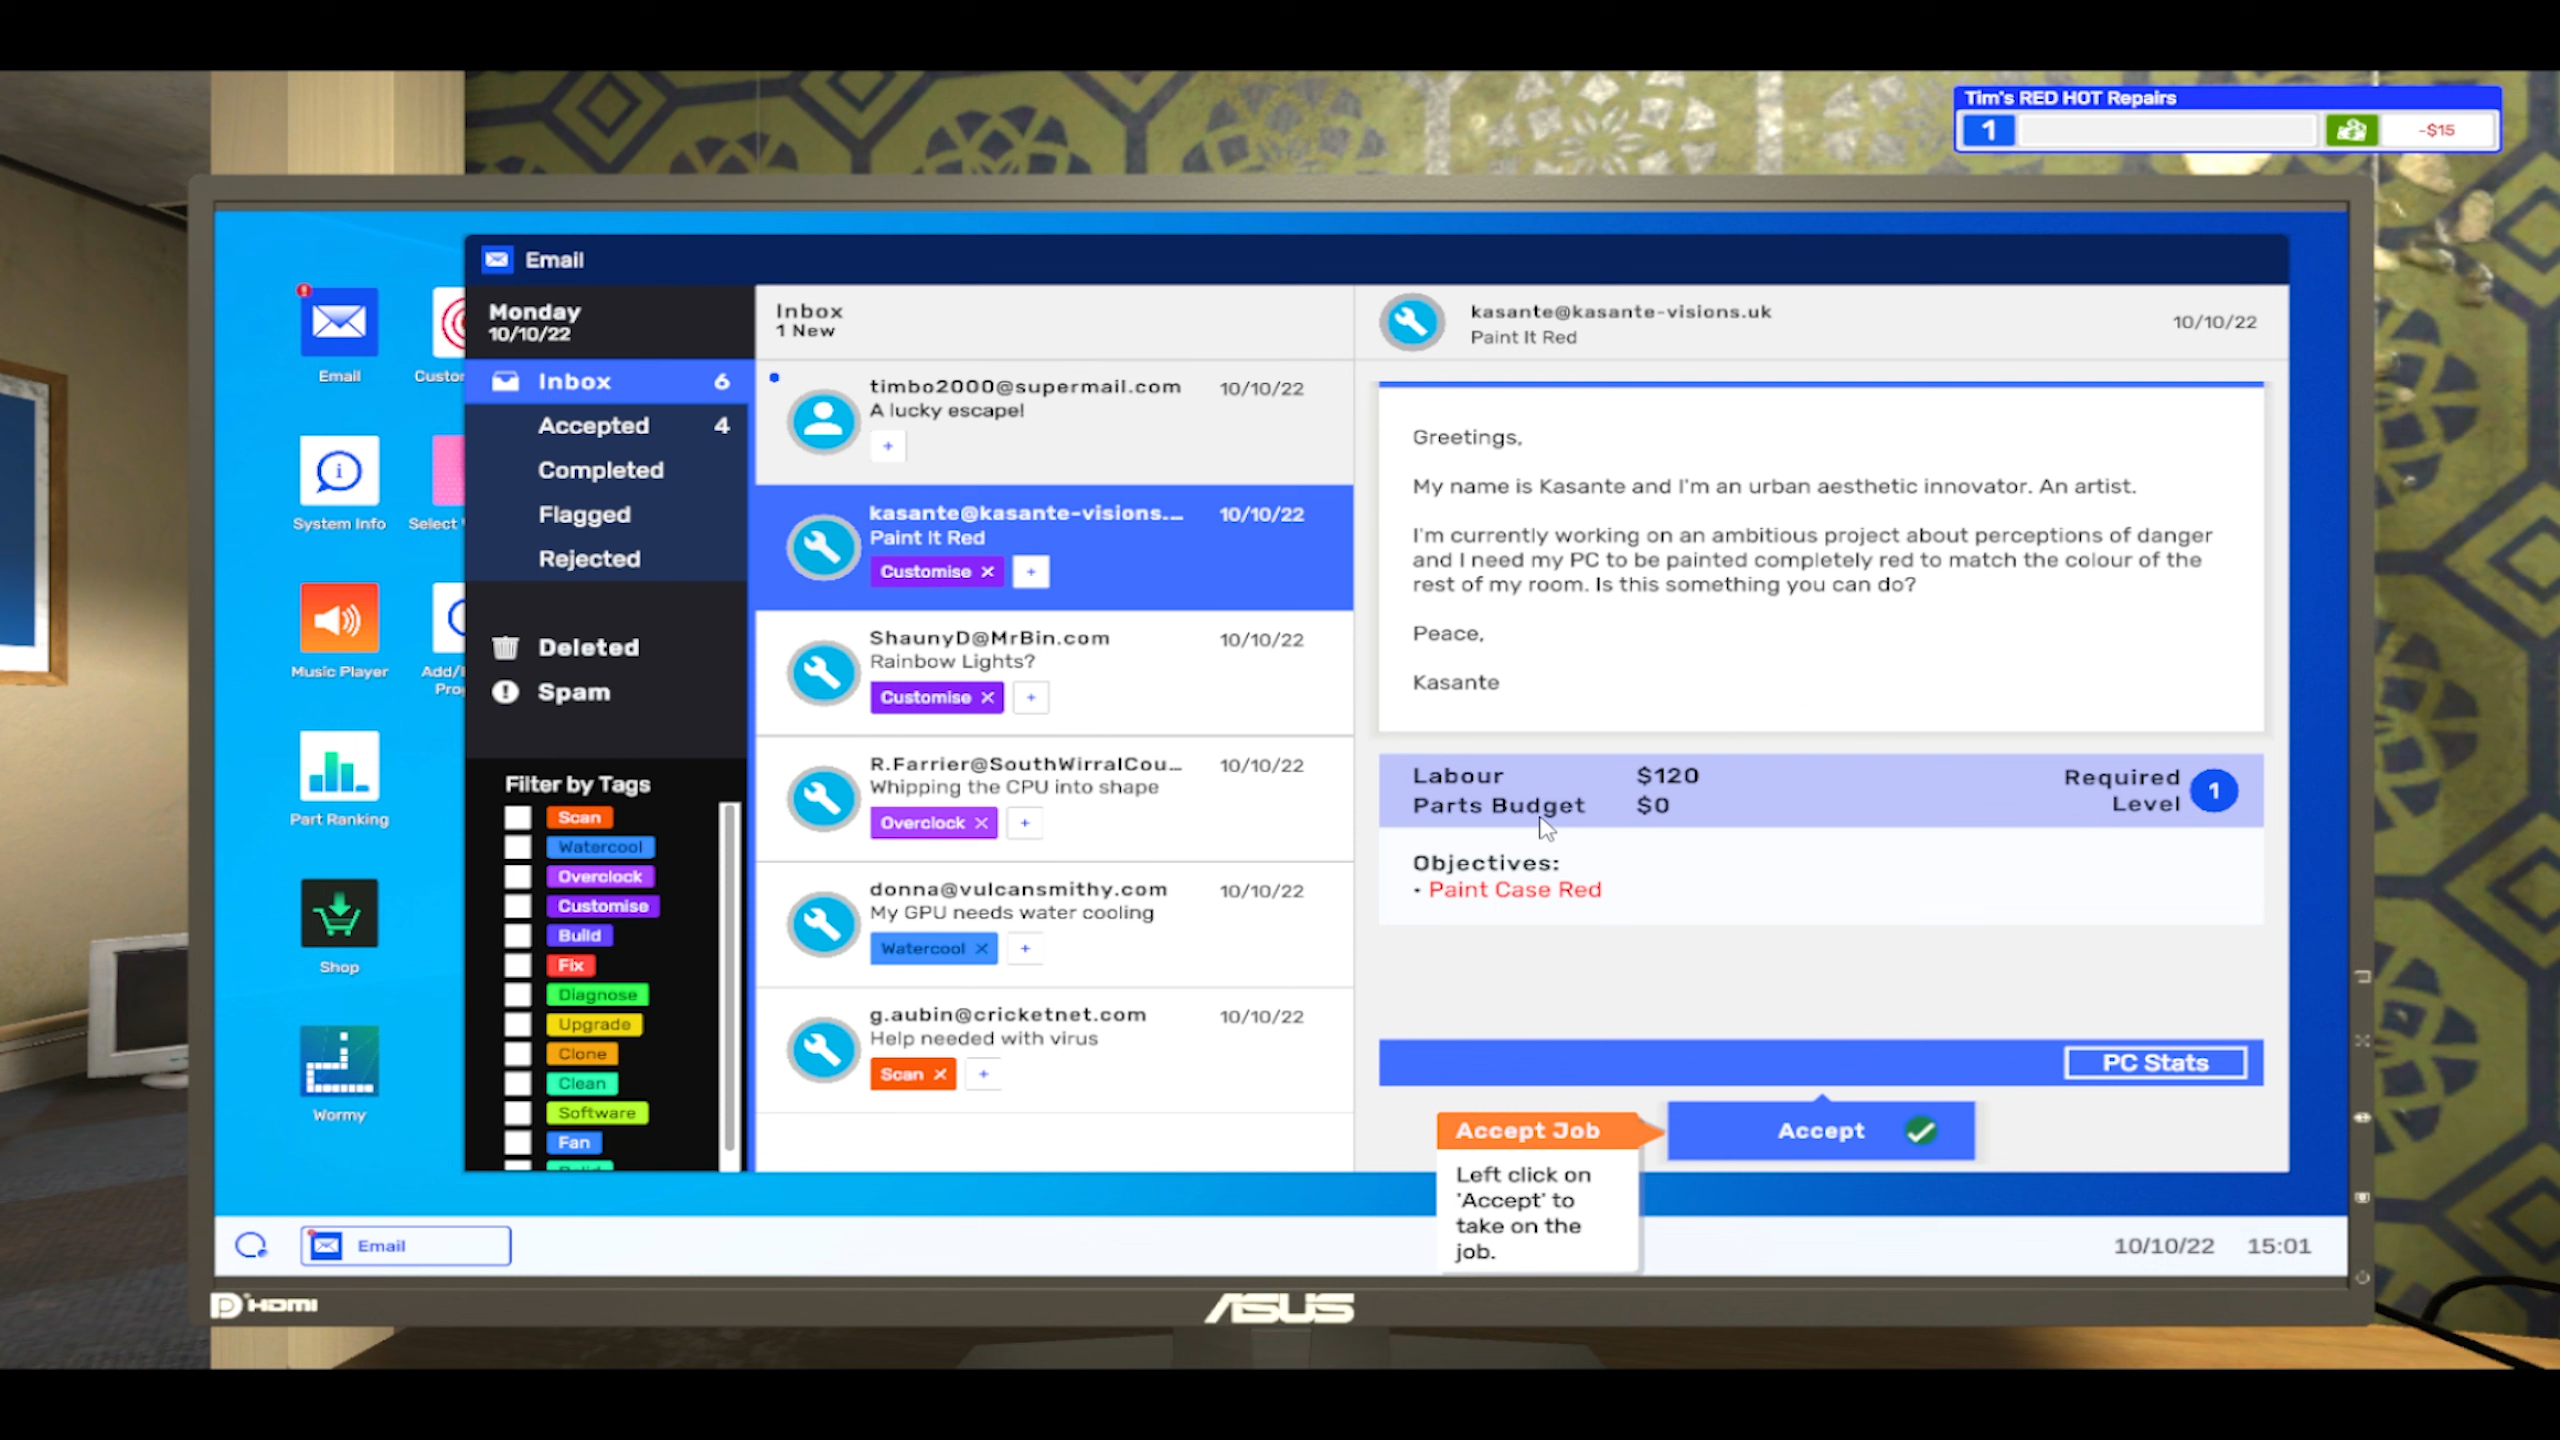 Tim's RED HOT Repairs
1
-$15
Email
Email
System Info
Music Player
Part Ranking
Shop
Wormy
Monday
10/10/22
Inbox 6
Accepted 4
Completed
Flagged
Rejected
Deleted
Spam
Filter by Tags
Scan
Watercool
Overclock
Customise
Build
Fix
Diagnose
Upgrade
Clone
Clean
Software
Fan
Inbox
1 New
timbo2000@supermail.com 10/10/22
A lucky escape!
+
kasante@kasante-visions.... 10/10/22
Paint It Red
Customise × +
ShaunyD@MrBin.com 10/10/22
Rainbow Lights?
Customise × +
R.Farrier@SouthWirralCou... 10/10/22
Whipping the CPU into shape
Overclock × +
donna@vulcansmithy.com 10/10/22
My GPU needs water cooling
Watercool × +
g.aubin@cricketnet.com 10/10/22
Help needed with virus
Scan × +
kasante@kasante-visions.uk 10/10/22
Paint It Red
Greetings,
My name is Kasante and I'm an urban aesthetic innovator. An artist.
I'm currently working on an ambitious project about perceptions of danger
and I need my PC to be painted completely red to match the colour of the
rest of my room. Is this something you can do?
Peace,
Kasante
Labour $120
Parts Budget $0
Required
Level 1
Objectives:
• Paint Case Red
PC Stats
Accept
Accept Job
Left click on
'Accept' to
take on the
job.
Email
10/10/22 15:01
HDMI
ASUS